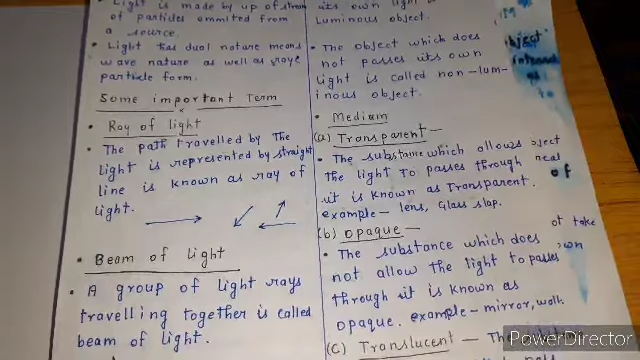 Light is made by up of stream
of particles emmited from
a source.
• Light has dual nature means
wave nature as well as
particle form.
Some important Term
• Ray of light
• The path travelled by The
light is represented by straight
line is known as ray of
light.
• Beam of Light
• A group of light rays
travelling together is called
beam of light.
its own light
Luminous object.
• The object which does
not passes its own
light is called non-lum-
inous object.
• Medium
(a) Transparent —
• The substance which allows
the light To passes through
it is known as Transparent.
example - lens, Glass slap.
(b) opaque —
• The substance which does
not allow the light to passes
through it is known as
opaque. example - mirror, walk.
(C) Translucent — The
bject
of
ot take
own
PowerDirector